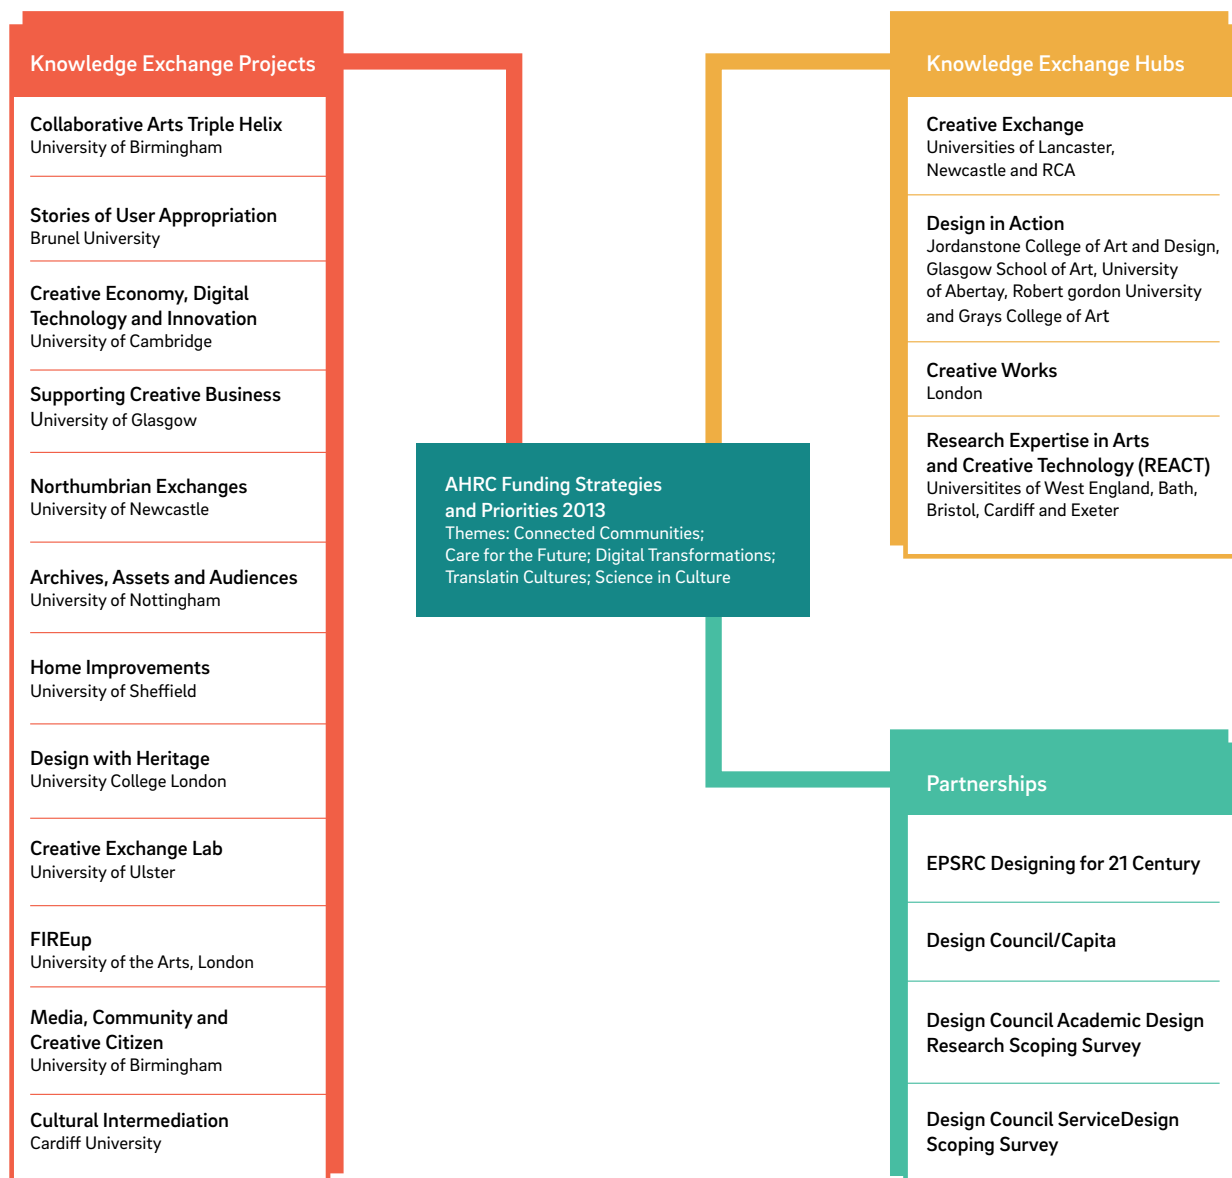 Knowledge Exchange Projects
Collaborative Arts Triple Helix
University of Birmingham
Stories of User Appropriation
Brunel University
Creative Economy, Digital
Technology and Innovation
University of Cambridge
Supporting Creative Business
University of Glasgow
Northumbrian Exchanges
University of Newcastle
Archives, Assets and Audiences
University of Nottingham
Home Improvements
University of Sheffield
Design with Heritage
University College London
Creative Exchange Lab
University of Ulster
FIREup
University of the Arts, London
Media, Community and
Creative Citizen
University of Birmingham
Cultural Intermediation
Cardiff University
AHRC Funding Strategies
and Priorities 2013
Themes: Connected Communities;
Care for the Future; Digital Transformations;
Translatin Cultures; Science in Culture
Knowledge Exchange Hubs
Creative Exchange
Universities of Lancaster,
Newcastle and RCA
Design in Action
Jordanstone College of Art and Design,
Glasgow School of Art, University
of Abertay, Robert gordon University
and Grays College of Art
Creative Works
London
Research Expertise in Arts
and Creative Technology (REACT)
Universitites of West England, Bath,
Bristol, Cardiff and Exeter
Partnerships
EPSRC Designing for 21 Century
Design Council/Capita
Design Council Academic Design
Research Scoping Survey
Design Council ServiceDesign
Scoping Survey